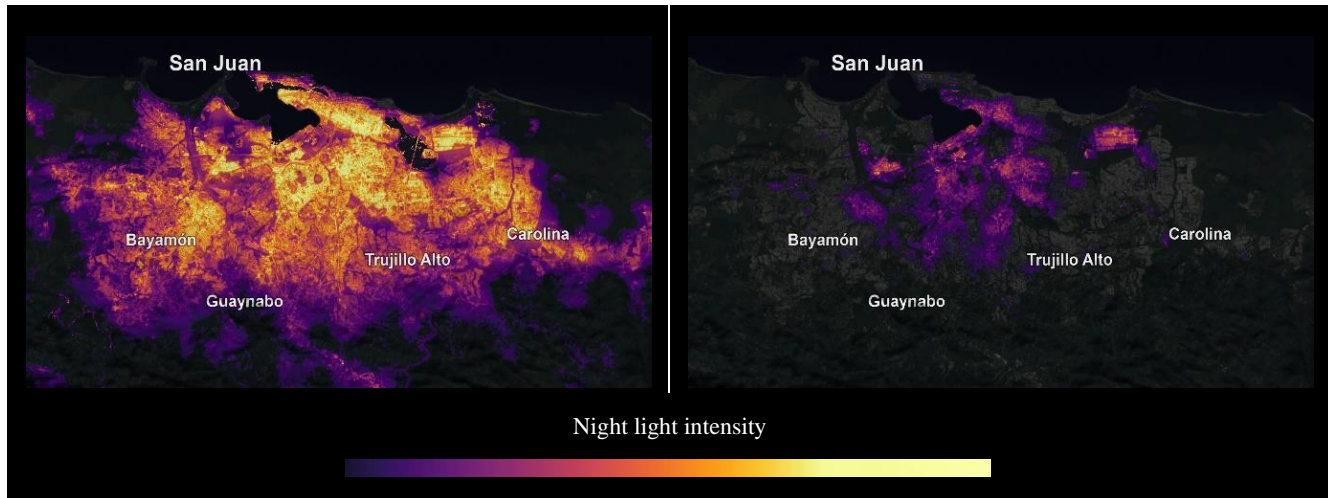 San Juan
Bayamón
Carolina
Trujillo Alto
Guaynabo
San Juan
Bayamón
Carolina
Trujillo Alto
Guaynabo
Night light intensity